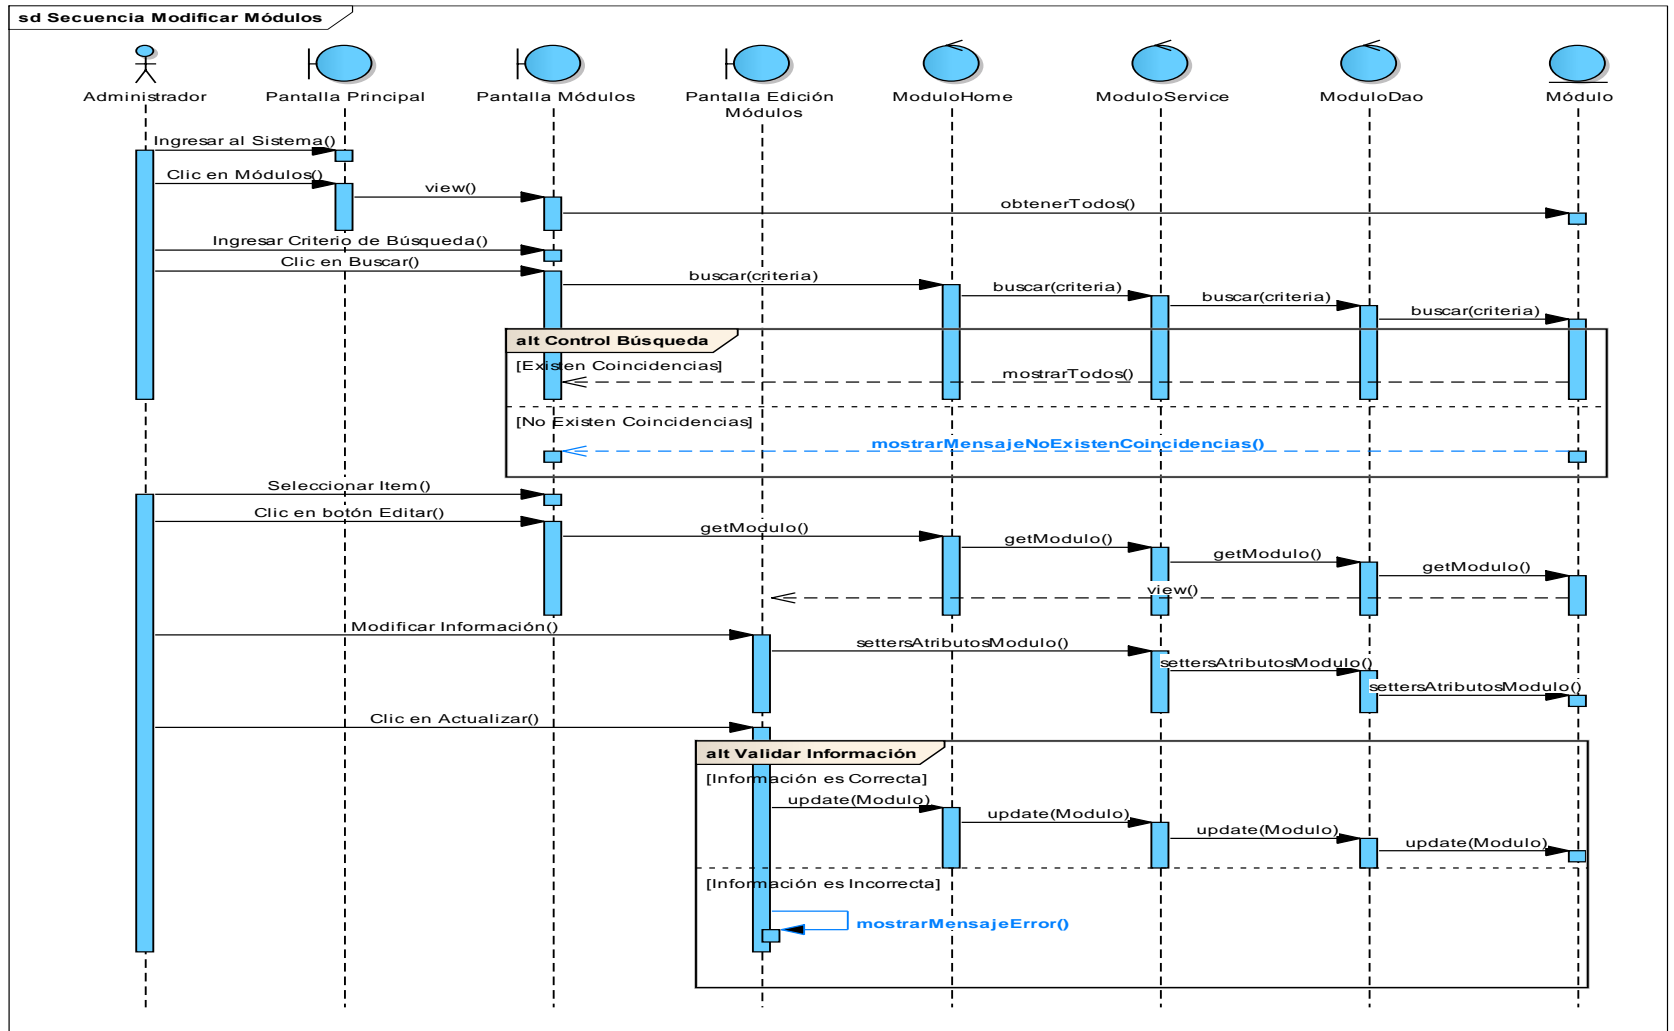 sd Secuencia Modificar Módulos
Administrador
Pantalla Principal
Pantalla Módulos
Pantalla Edición
Módulos
ModuloHome
ModuloService
ModuloDao
Módulo
Ingresar al Sistema()
Clic en Módulos()
view()
obtenerTodos()
Ingresar Criterio de Búsqueda()
Clic en Buscar()
buscar(criteria)
buscar(criteria)
buscar(criteria)
buscar(criteria)
alt Control Búsqueda
[Existen Coincidencias]
mostrarTodos()
[No Existen Coincidencias]
mostrarMensajeNoExistenCoincidencias()
Seleccionar Item()
Clic en botón Editar()
getModulo()
getModulo()
getModulo()
getModulo()
view()
Modificar Información()
settersAtributosModulo()
settersAtributosModulo()
settersAtributosModulo()
Clic en Actualizar()
alt Validar Información
[Información es Correcta]
update(Modulo)
update(Modulo)
update(Modulo)
update(Modulo)
[Información es Incorrecta]
mostrarMensajeError()